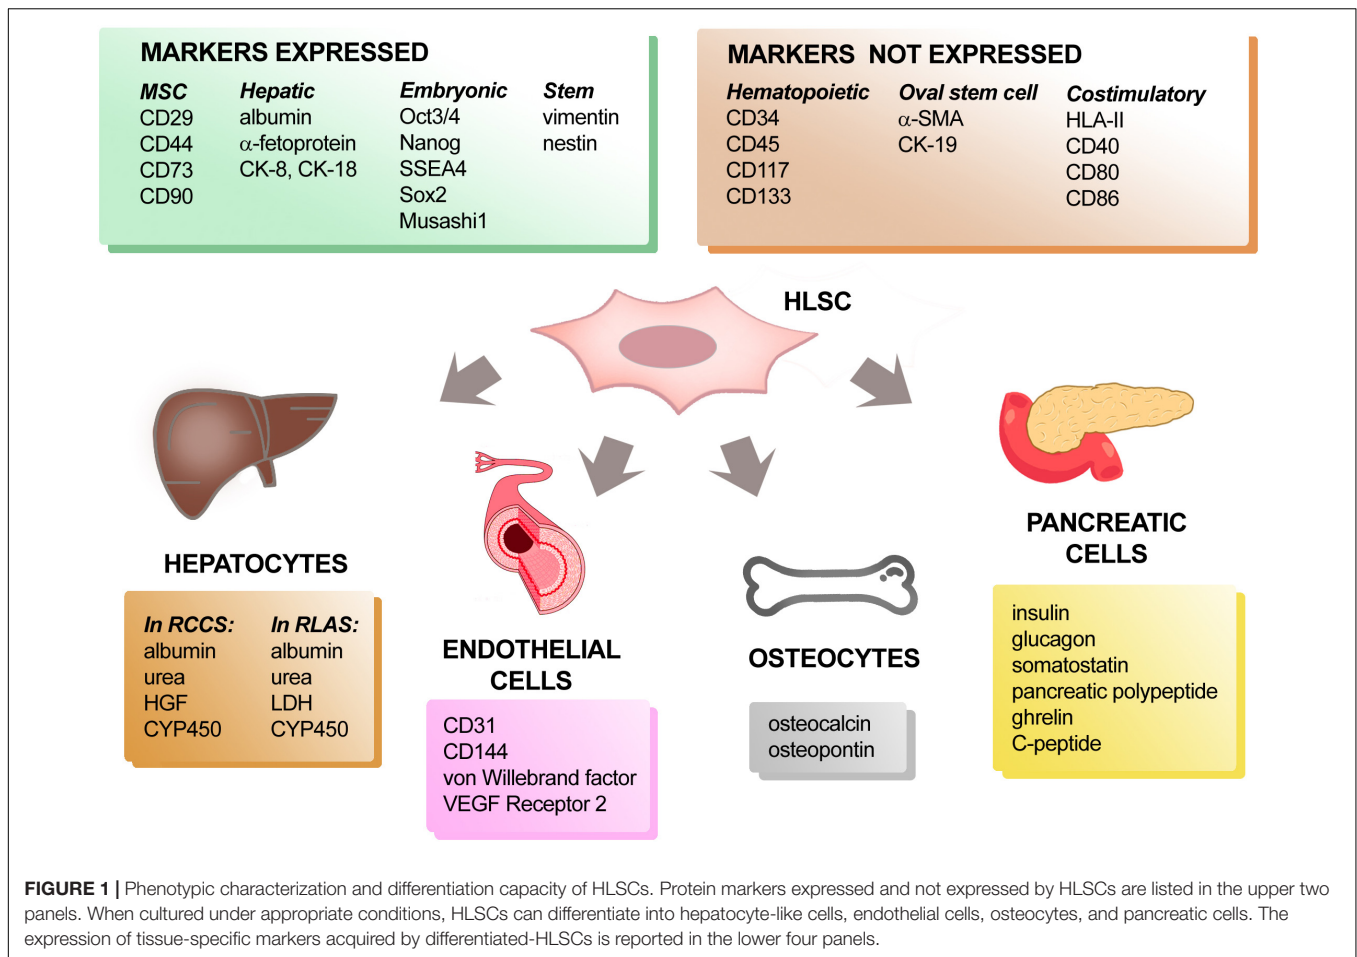 MARKERS EXPRESSED
MSC
CD29
CD44
CD73
CD90
Hepatic
albumin
α-fetoprotein
CK-8, CK-18
Embryonic
Oct3/4
Nanog
SSEA4
Sox2
Musashi1
Stem
vimentin
nestin
MARKERS NOT EXPRESSED
Hematopoietic
CD34
CD45
CD117
CD133
Oval stem cell
α-SMA
CK-19
Costimulatory
HLA-II
CD40
CD80
CD86
HLSC
HEPATOCYTES
In RCCS:
albumin
urea
HGF
CYP450
In RLAS:
albumin
urea
LDH
CYP450
ENDOTHELIAL
CELLS
CD31
CD144
von Willebrand factor
VEGF Receptor 2
OSTEOCYTES
osteocalcin
osteopontin
PANCREATIC
CELLS
insulin
glucagon
somatostatin
pancreatic polypeptide
ghrelin
C-peptide
FIGURE 1 | Phenotypic characterization and differentiation capacity of HLSCs. Protein markers expressed and not expressed by HLSCs are listed in the upper two
panels. When cultured under appropriate conditions, HLSCs can differentiate into hepatocyte-like cells, endothelial cells, osteocytes, and pancreatic cells. The
expression of tissue-specific markers acquired by differentiated-HLSCs is reported in the lower four panels.